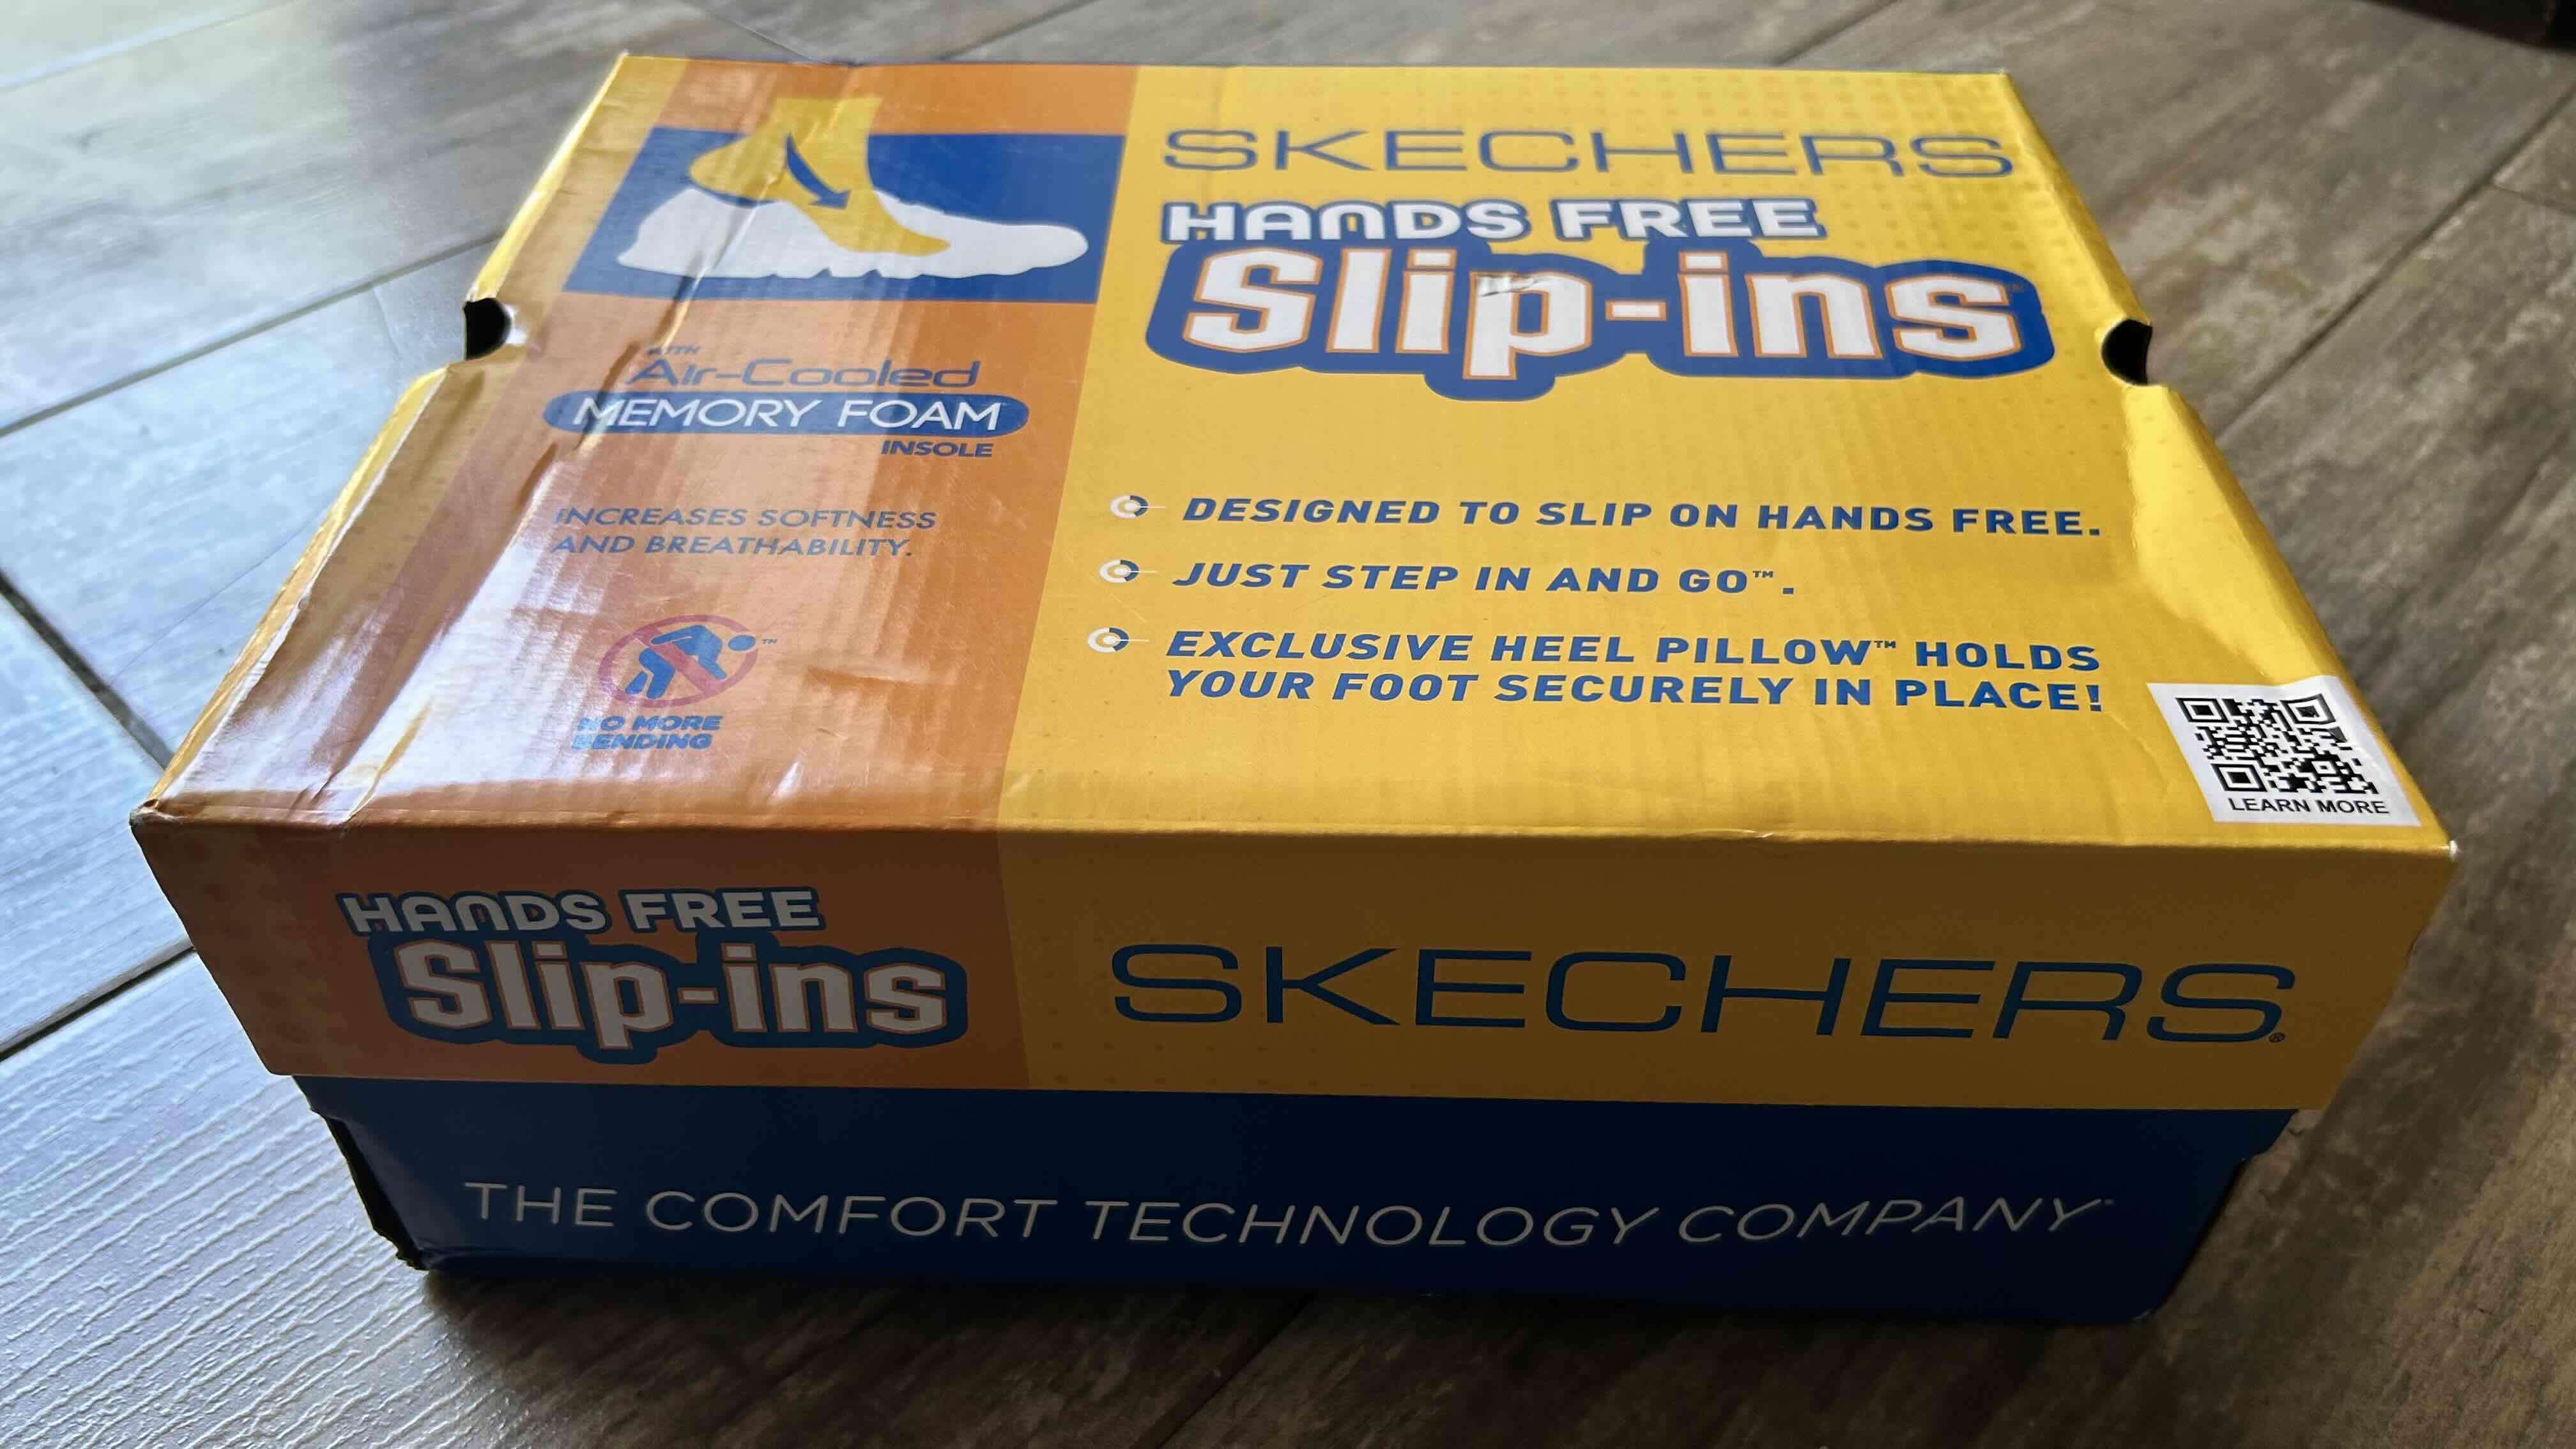 SKECHERS
HANDS FREE
Slip-ins
WITH
Air-Cooled
MEMORY FOAM
INSOLE
INCREASES SOFTNESS
AND BREATHABILITY.
™
NO MORE
BENDING
DESIGNED TO SLIP ON HANDS FREE.
JUST STEP IN AND GO™.
EXCLUSIVE HEEL PILLOW™ HOLDS
YOUR FOOT SECURELY IN PLACE!
LEARN MORE
HANDS FREE
Slip-ins
SKECHERS®
THE COMFORT TECHNOLOGY COMPANY™